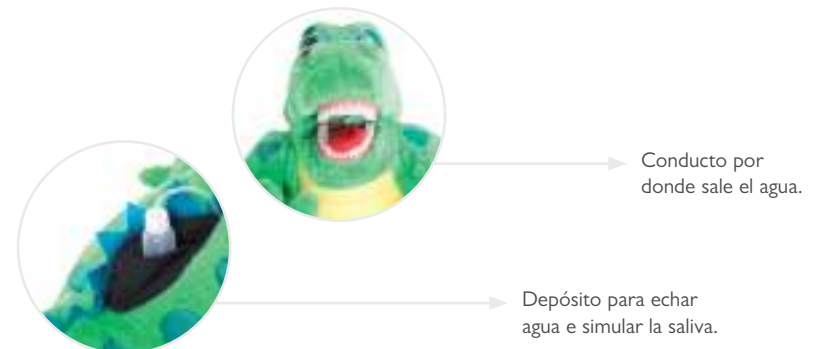 Conducto por
donde sale el agua.
Depósito para echar
agua e simular la saliva.